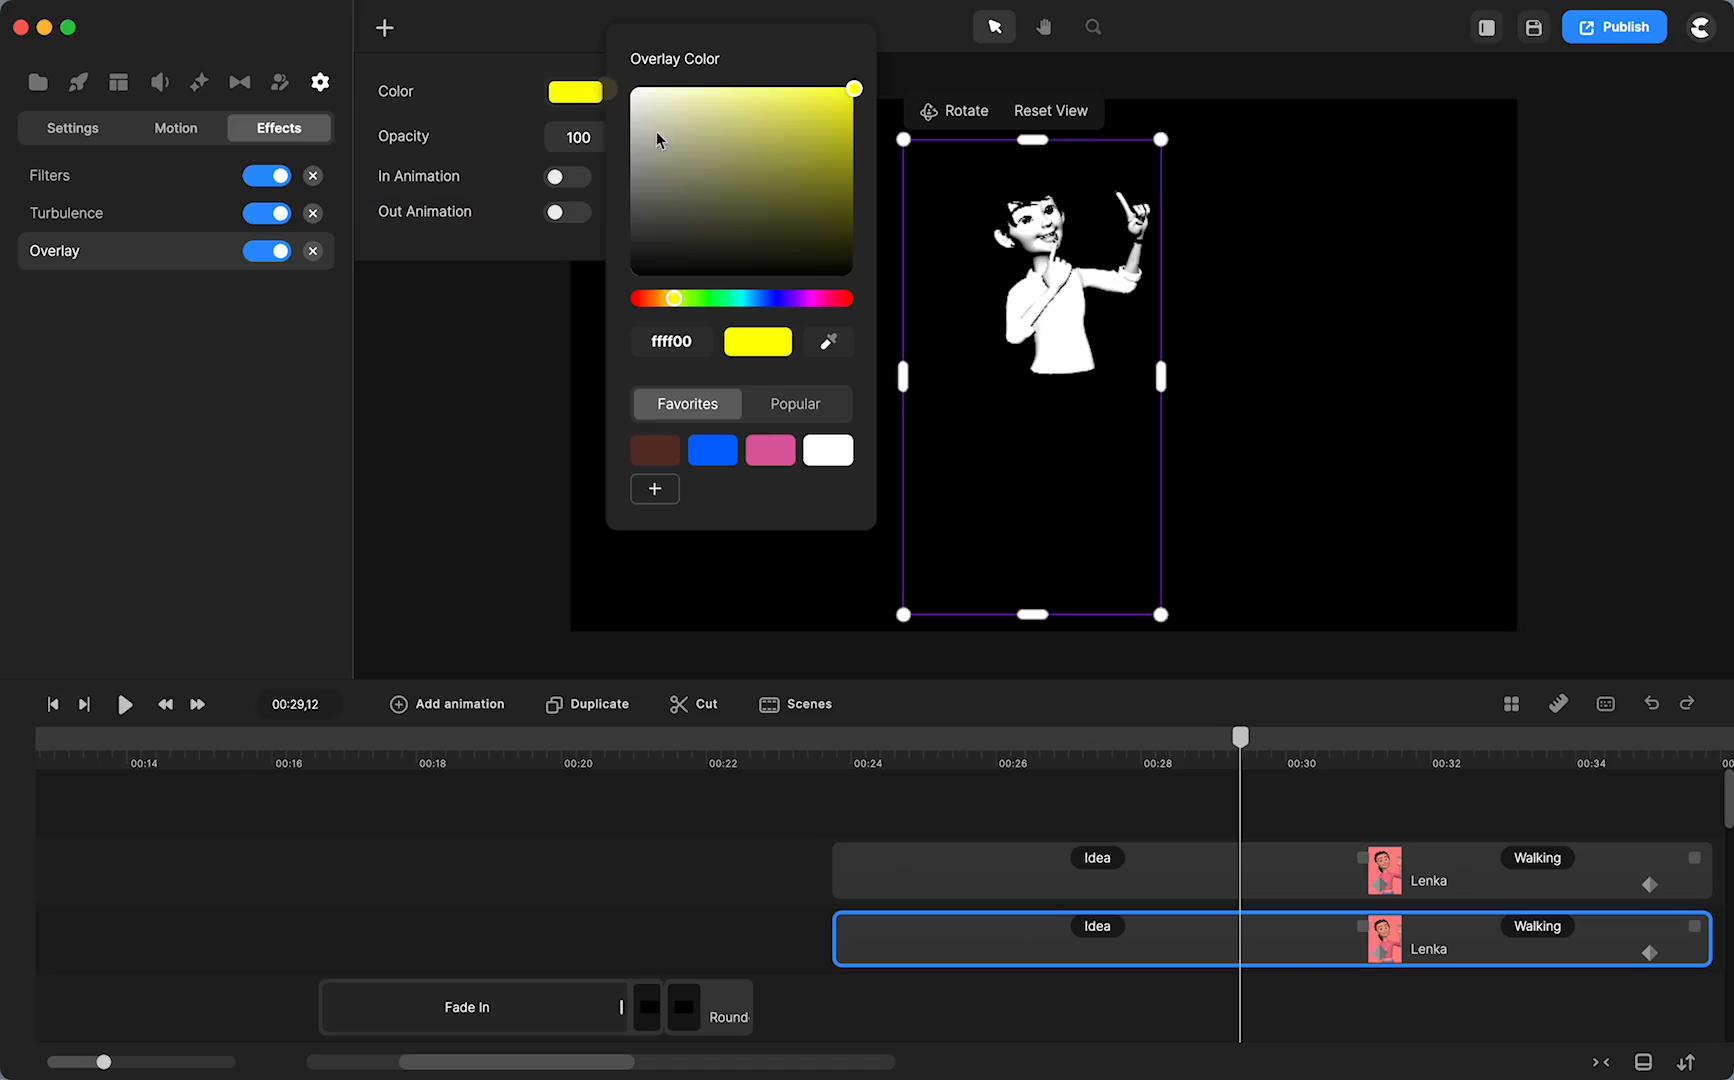 Publish
Overlay Color
Settings
Motion
Effects
Color
Opacity
100
Rotate
Reset View
Filters
In Animation
Turbulence
Out Animation
Overlay
ffff00
Favorites
Popular
00:29,12
Add animation
Duplicate
Cut
Scenes
00:14
00:16
00:18
00:20
00:22
00:24
00:26
00:28
00:30
00:32
00:34
00
Idea
Walking
Lenka
Idea
Walking
Lenka
Fade In
Round